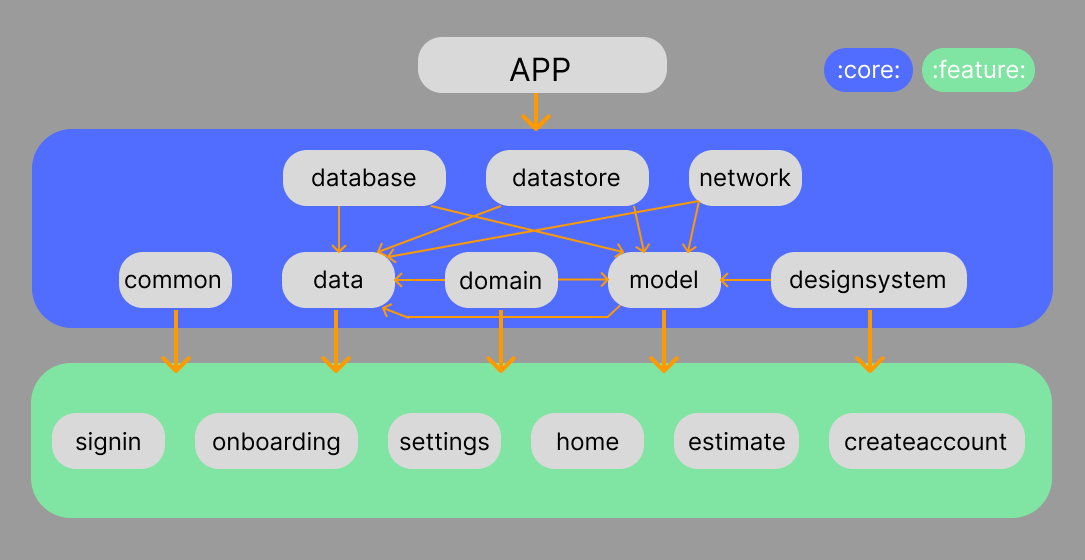 APP
:core:
:feature:
database
datastore
network
common
data
domain
model
designsystem
signin
onboarding
settings
home
estimate
createaccount